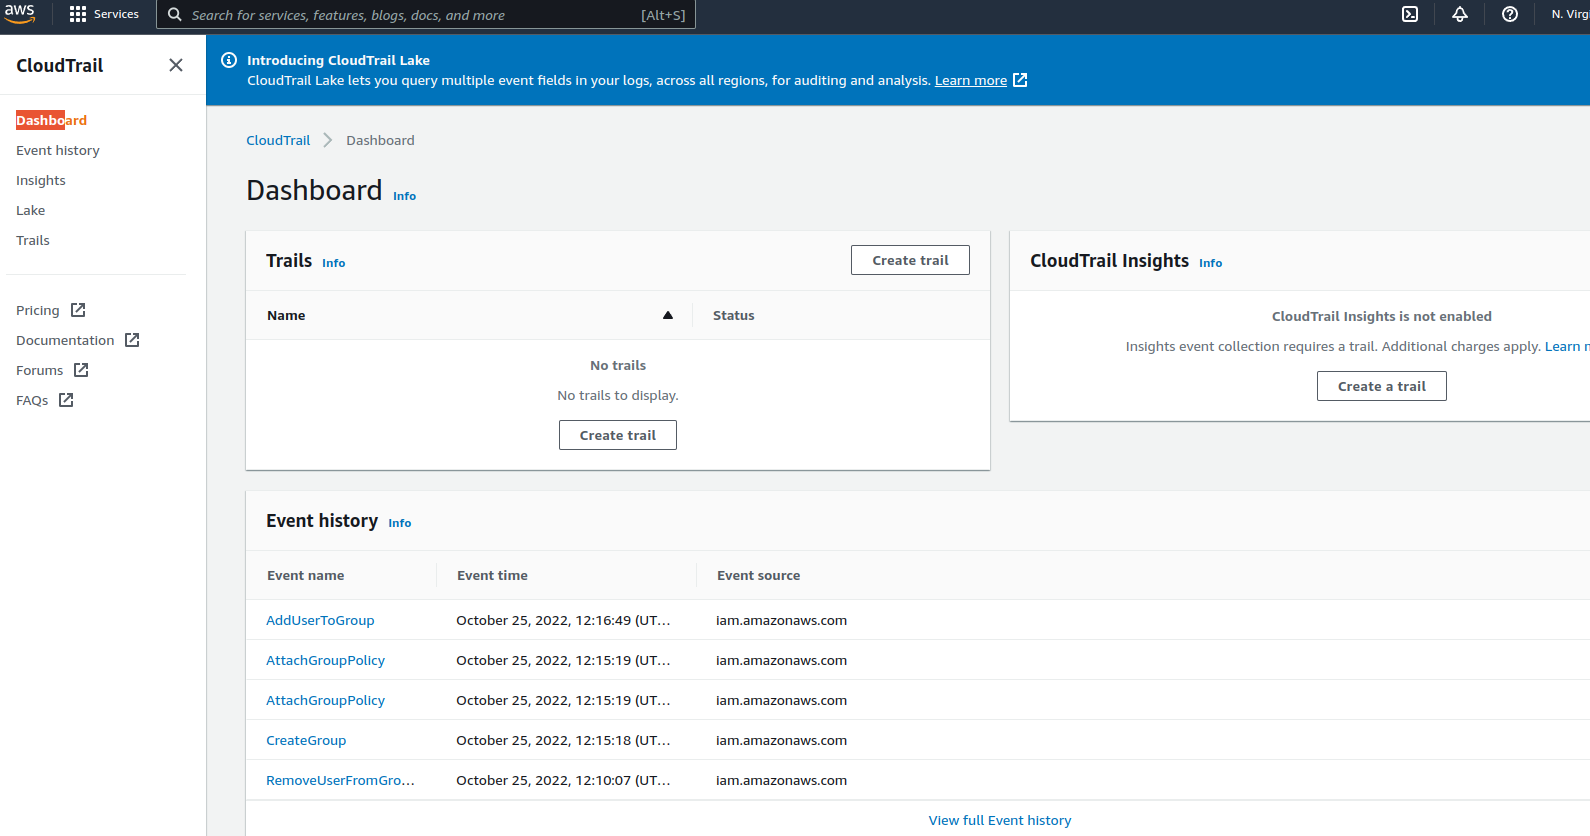 aws
Services
Search for services, features, blogs, docs, and more
[Alt+S]
N. Virg
CloudTrail
Dashboard
Event history
Insights
Lake
Trails
Pricing
Documentation
Forums
FAQs
Introducing CloudTrail Lake
CloudTrail Lake lets you query multiple event fields in your logs, across all regions, for auditing and analysis. Learn more
CloudTrail
Dashboard
Dashboard Info
Trails Info
Create trail
Name
Status
No trails
No trails to display.
Create trail
CloudTrail Insights Info
CloudTrail Insights is not enabled
Insights event collection requires a trail. Additional charges apply. Learn
Create a trail
Event history Info
Event name Event time Event source
AddUserToGroup October 25, 2022, 12:16:49 (UT... iam.amazonaws.com
AttachGroupPolicy October 25, 2022, 12:15:19 (UT... iam.amazonaws.com
AttachGroupPolicy October 25, 2022, 12:15:19 (UT... iam.amazonaws.com
CreateGroup October 25, 2022, 12:15:18 (UT... iam.amazonaws.com
RemoveUserFromGro... October 25, 2022, 12:10:07 (UT... iam.amazonaws.com
View full Event history